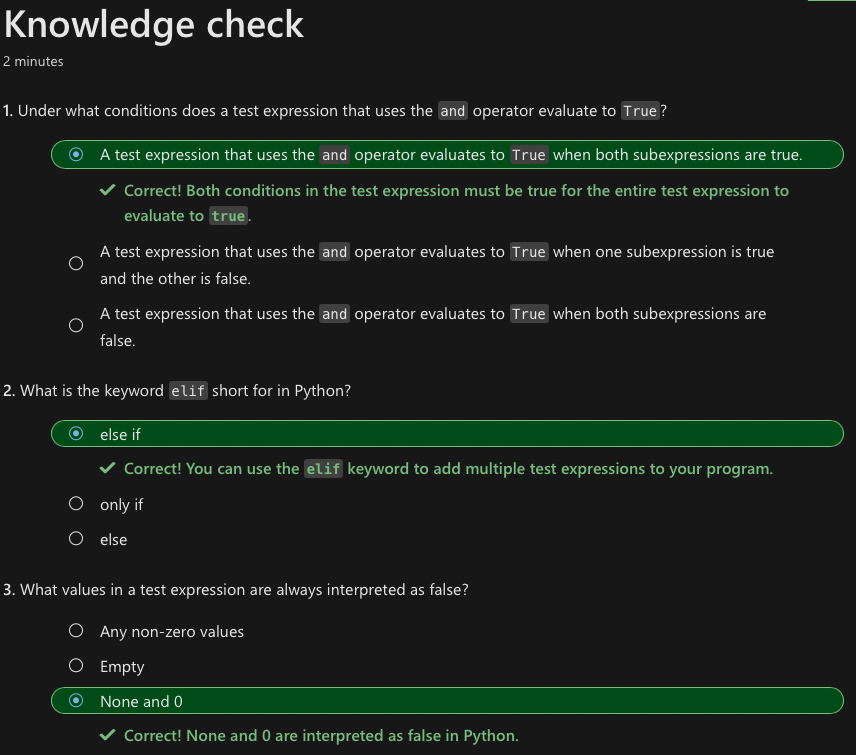 Knowledge check
2 minutes
1. Under what conditions does a test expression that uses the and operator evaluate to True?
A test expression that uses the and operator evaluates to True when both subexpressions are true.
Correct! Both conditions in the test expression must be true for the entire test expression to
evaluate to true.
A test expression that uses the and operator evaluates to True when one subexpression is true
and the other is false.
A test expression that uses the and operator evaluates to True when both subexpressions are
false.
2. What is the keyword elif short for in Python?
else if
Correct! You can use the elif keyword to add multiple test expressions to your program.
only if
else
3. What values in a test expression are always interpreted as false?
Any non-zero values
Empty
None and 0
Correct! None and 0 are interpreted as false in Python.